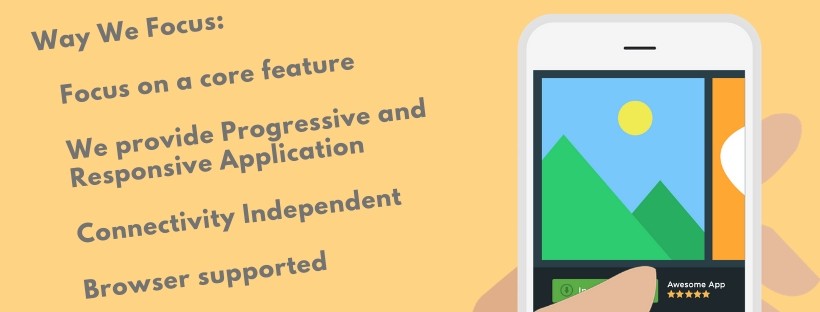 Way We Focus:
Focus on a core feature
We provide Progressive and
Responsive Application
Connectivity Independent
Browser supported
Awesome App